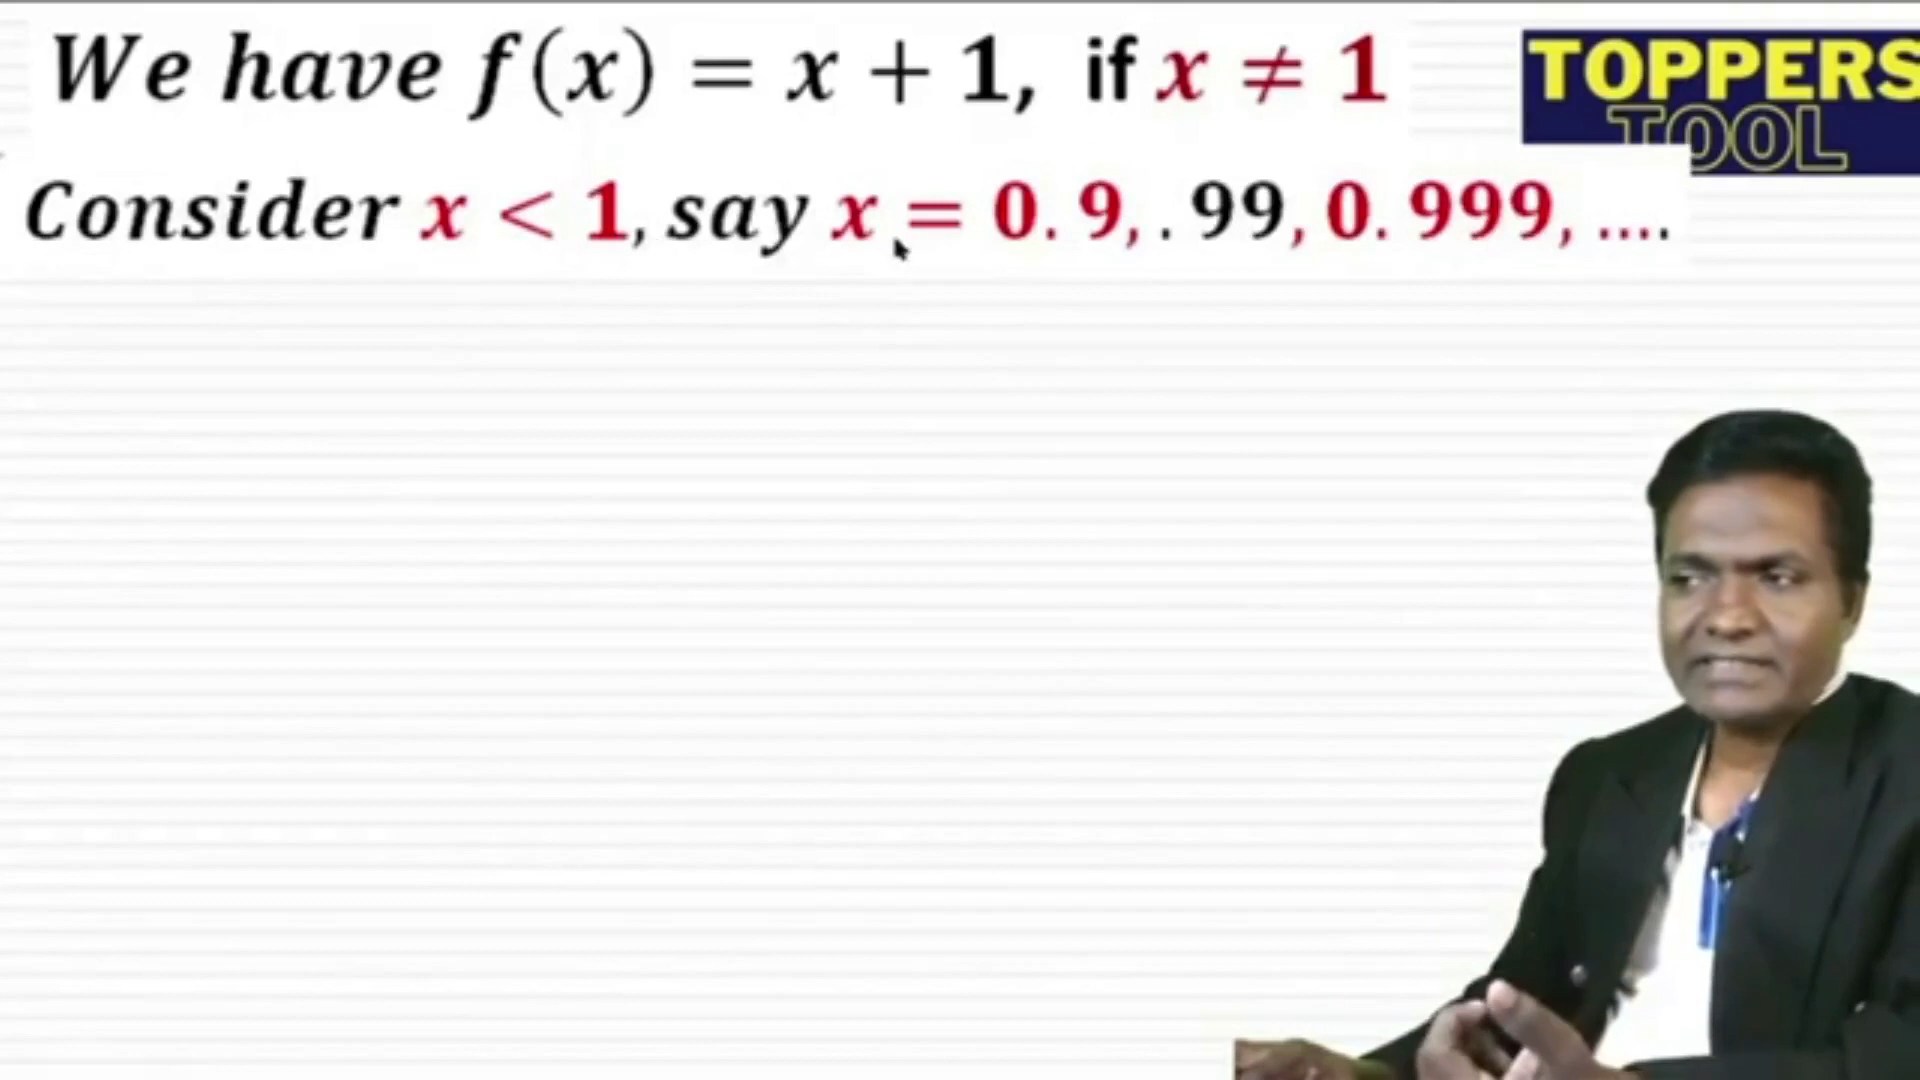 We have f(x) = x + 1, if x ≠ 1
TOPPERS
TOOL
Consider x < 1, say x = 0.9, .99, 0.999, ....